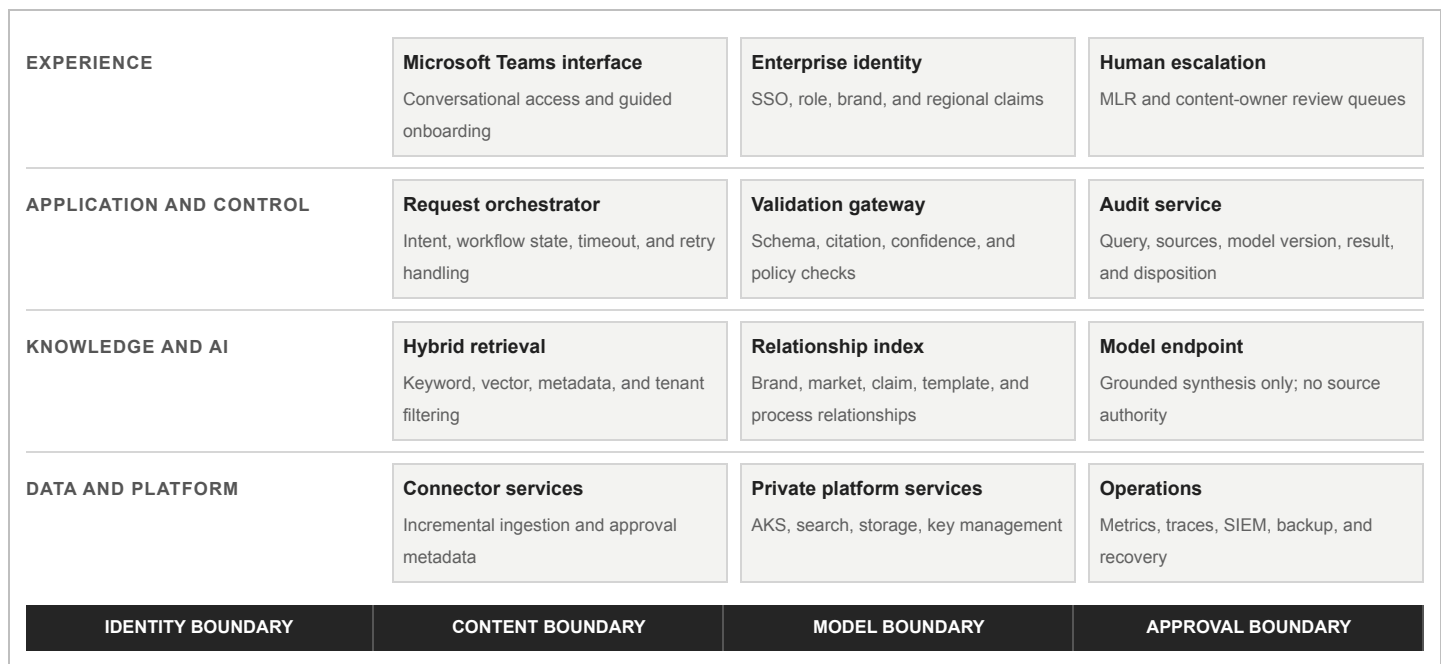 EXPERIENCE
Microsoft Teams interface
Conversational access and guided
onboarding
Enterprise identity
SSO, role, brand, and regional claims
Human escalation
MLR and content-owner review queues
APPLICATION AND CONTROL
Request orchestrator
Intent, workflow state, timeout, and retry
handling
Validation gateway
Schema, citation, confidence, and
policy checks
Audit service
Query, sources, model version, result,
and disposition
KNOWLEDGE AND AI
Hybrid retrieval
Keyword, vector, metadata, and tenant
filtering
Relationship index
Brand, market, claim, template, and
process relationships
Model endpoint
Grounded synthesis only; no source
authority
DATA AND PLATFORM
Connector services
Incremental ingestion and approval
metadata
Private platform services
AKS, search, storage, key management
Operations
Metrics, traces, SIEM, backup, and
recovery
IDENTITY BOUNDARY
CONTENT BOUNDARY
MODEL BOUNDARY
APPROVAL BOUNDARY